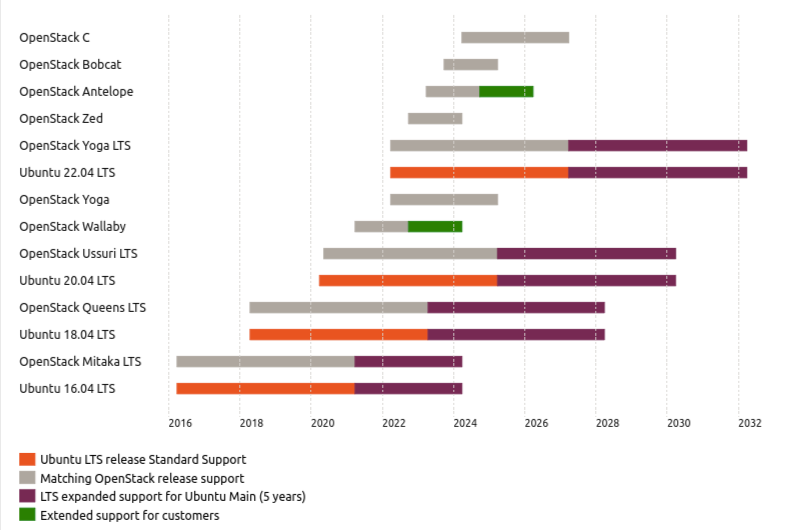 OpenStack C
OpenStack Bobcat
OpenStack Antelope
OpenStack Zed
OpenStack Yoga LTS
Ubuntu 22.04 LTS
OpenStack Yoga
OpenStack Wallaby
OpenStack Ussuri LTS
Ubuntu 20.04 LTS
OpenStack Queens LTS
Ubuntu 18.04 LTS
OpenStack Mitaka LTS
Ubuntu 16.04 LTS
2016 2018 2020 2022 2024 2026 2028 2030 2032
Ubuntu LTS release Standard Support
Matching OpenStack release support
LTS expanded support for Ubuntu Main (5 years)
Extended support for customers